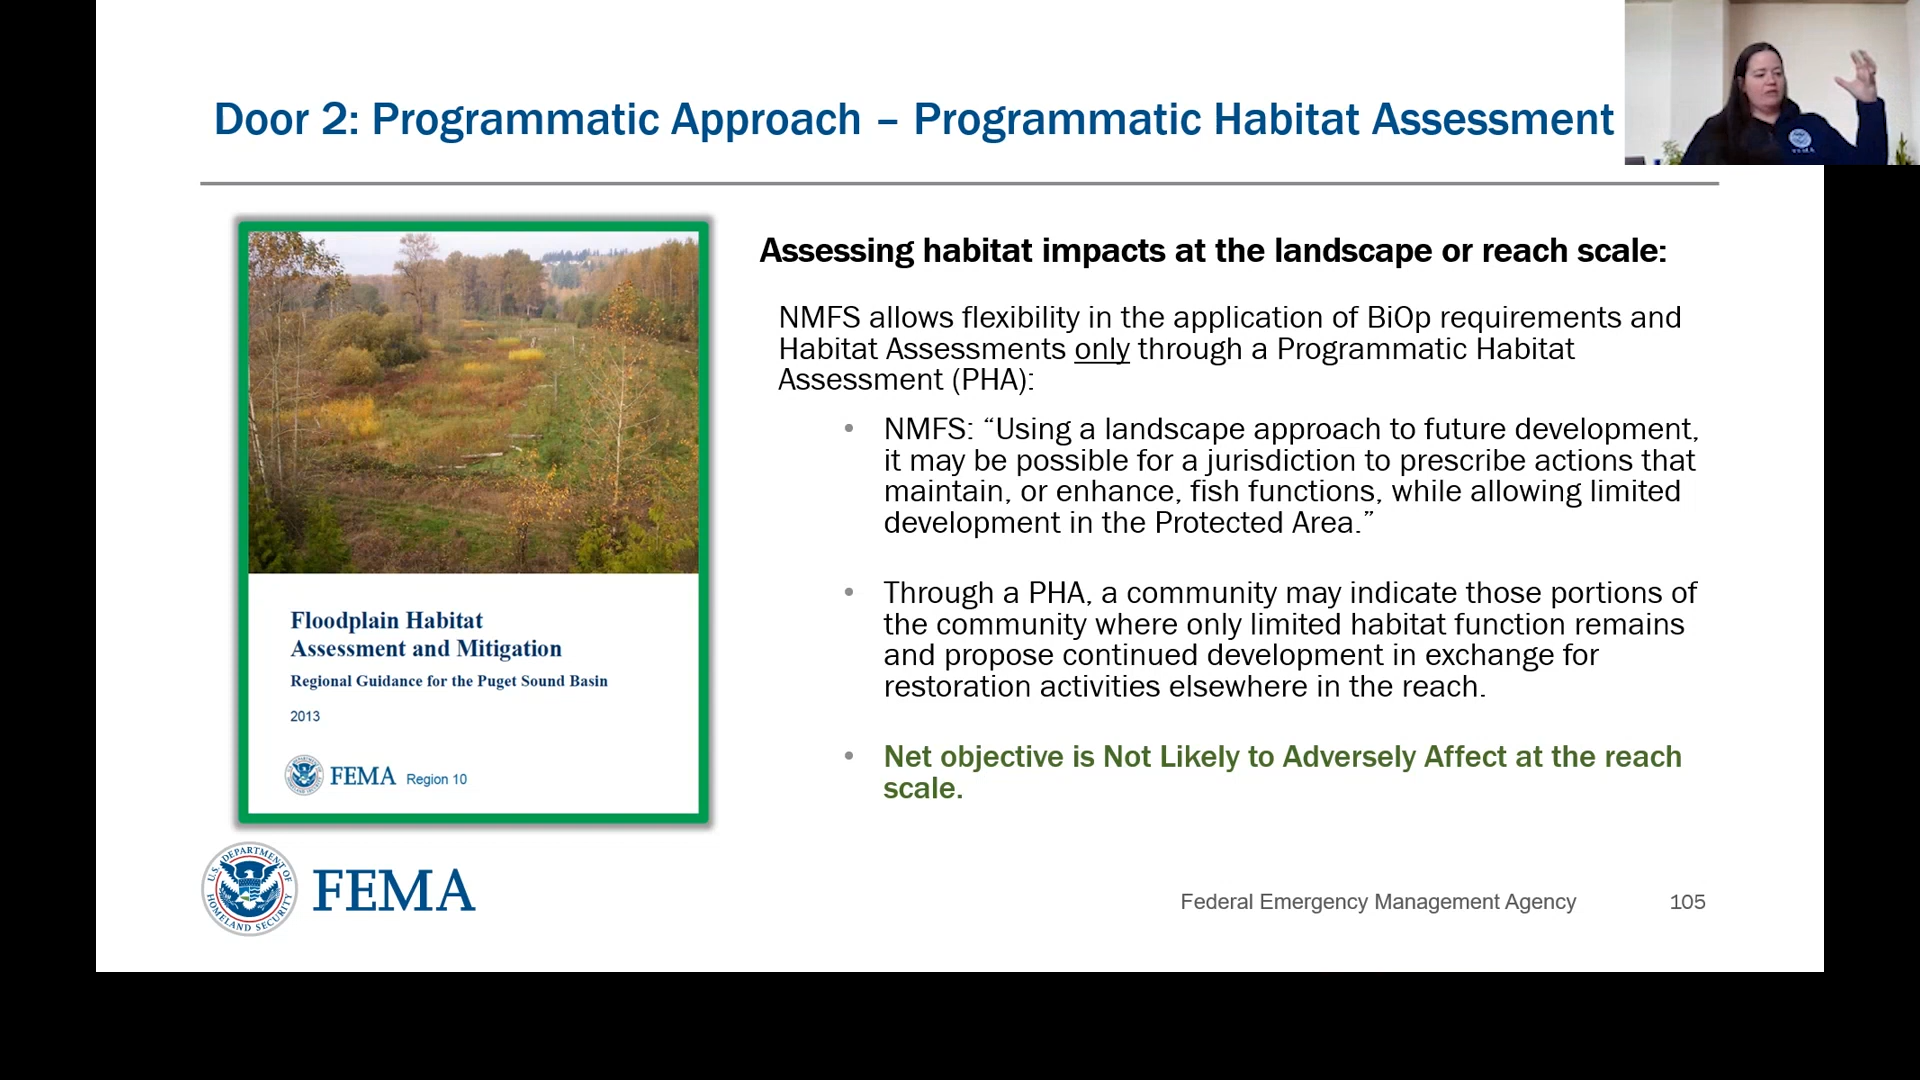 Door 2: Programmatic Approach – Programmatic Habitat Assessment
Assessing habitat impacts at the landscape or reach scale:
NMFS allows flexibility in the application of BiOp requirements and
Habitat Assessments only through a Programmatic Habitat
Assessment (PHA):
• NMFS: “Using a landscape approach to future development,
it may be possible for a jurisdiction to prescribe actions that
maintain, or enhance, fish functions, while allowing limited
development in the Protected Area.”
• Through a PHA, a community may indicate those portions of
the community where only limited habitat function remains
and propose continued development in exchange for
restoration activities elsewhere in the reach.
• Net objective is Not Likely to Adversely Affect at the reach
scale.
Floodplain Habitat
Assessment and Mitigation
Regional Guidance for the Puget Sound Basin
2013
FEMA Region 10
U.S. DEPARTMENT OF
HOMELAND SECURITY
FEMA
Federal Emergency Management Agency
105
FEMA